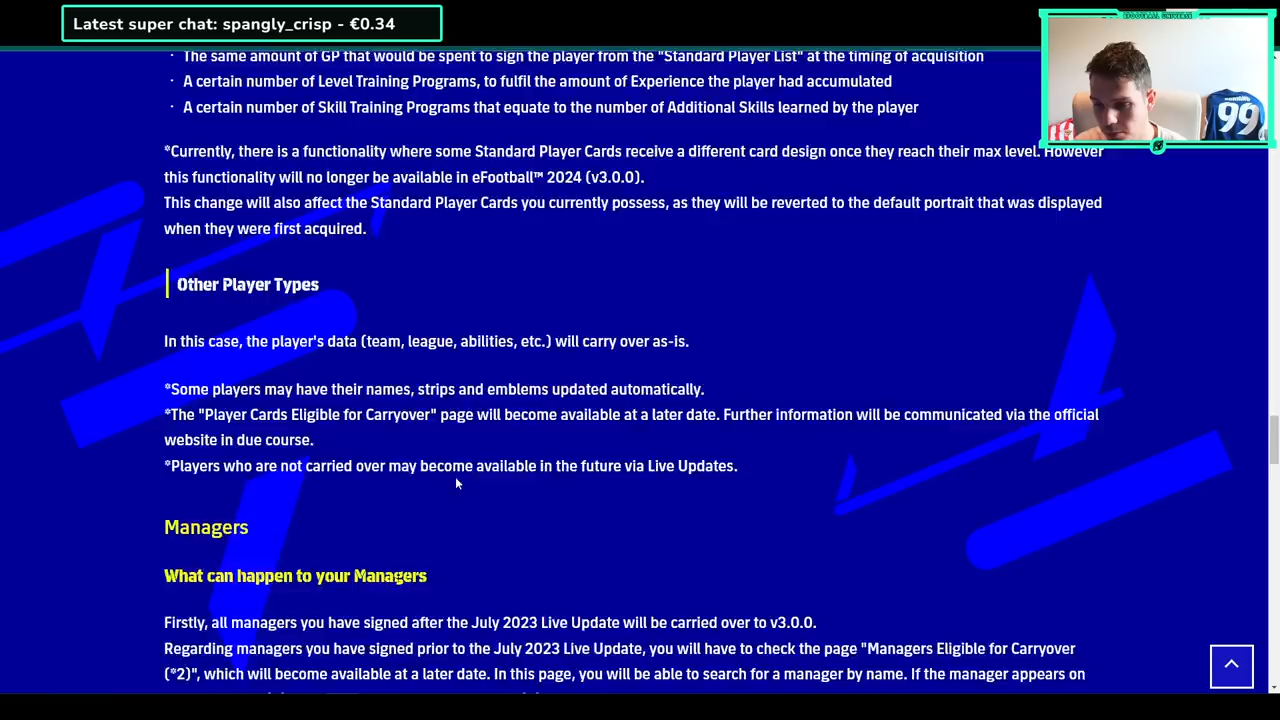 Latest super chat: spangly_crisp - €0.34
EFOOTBALL UNIVERSE
99
· The same amount of GP that would be spent to sign the player from the "Standard Player List" at the timing of acquisition
· A certain number of Level Training Programs, to fulfil the amount of Experience the player had accumulated
· A certain number of Skill Training Programs that equate to the number of Additional Skills learned by the player
*Currently, there is a functionality where some Standard Player Cards receive a different card design once they reach their max level. However
this functionality will no longer be available in eFootball™ 2024 (v3.0.0).
This change will also affect the Standard Player Cards you currently possess, as they will be reverted to the default portrait that was displayed
when they were first acquired.
Other Player Types
In this case, the player's data (team, league, abilities, etc.) will carry over as-is.
*Some players may have their names, strips and emblems updated automatically.
*The "Player Cards Eligible for Carryover" page will become available at a later date. Further information will be communicated via the official
website in due course.
*Players who are not carried over may become available in the future via Live Updates.
Managers
What can happen to your Managers
Firstly, all managers you have signed after the July 2023 Live Update will be carried over to v3.0.0.
Regarding managers you have signed prior to the July 2023 Live Update, you will have to check the page "Managers Eligible for Carryover
(*2)", which will become available at a later date. In this page, you will be able to search for a manager by name. If the manager appears on